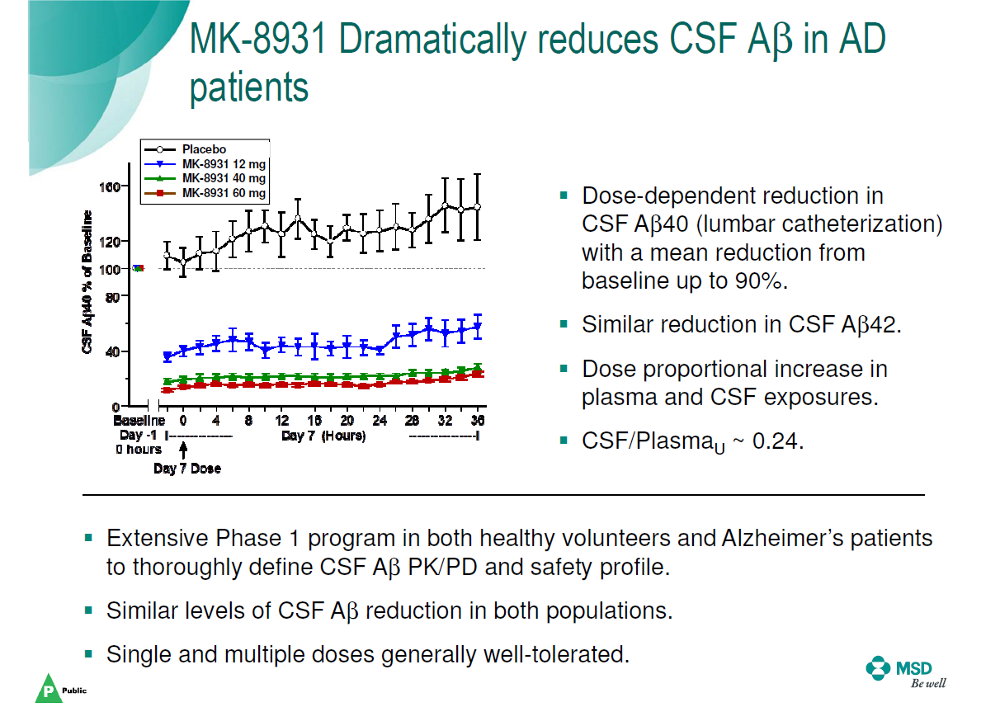 MK-8931 Dramatically reduces CSF Aβ in AD
patients
Placebo
MK-8931 12 mg
MK-8931 40 mg
MK-8931 60 mg
CSF Aβ40 % of Baseline
160
120
100
80
40
0
Baseline 0 4 8 12 16 20 24 28 32 36
Day -1 Day 7 (Hours)
0 hours
Day 7 Dose
▪ Dose-dependent reduction in
CSF Aβ40 (lumbar catheterization)
with a mean reduction from
baseline up to 90%.
▪ Similar reduction in CSF Aβ42.
▪ Dose proportional increase in
plasma and CSF exposures.
▪ CSF/PlasmaU ~ 0.24.
▪ Extensive Phase 1 program in both healthy volunteers and Alzheimer’s patients
to thoroughly define CSF Aβ PK/PD and safety profile.
▪ Similar levels of CSF Aβ reduction in both populations.
▪ Single and multiple doses generally well-tolerated.
P Public
MSD
Be well